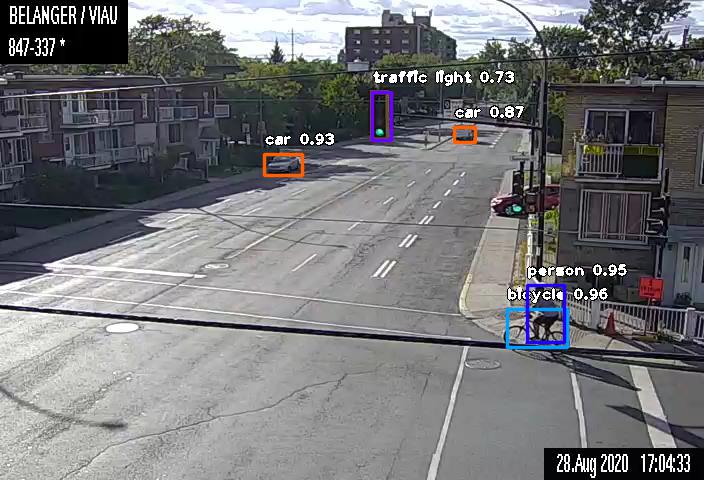 BELANGER / VIAU
847-337 *
traffic light 0.73
car 0.87
car 0.93
person 0.95
bicycle 0.96
28.Aug 2020 17:04:33